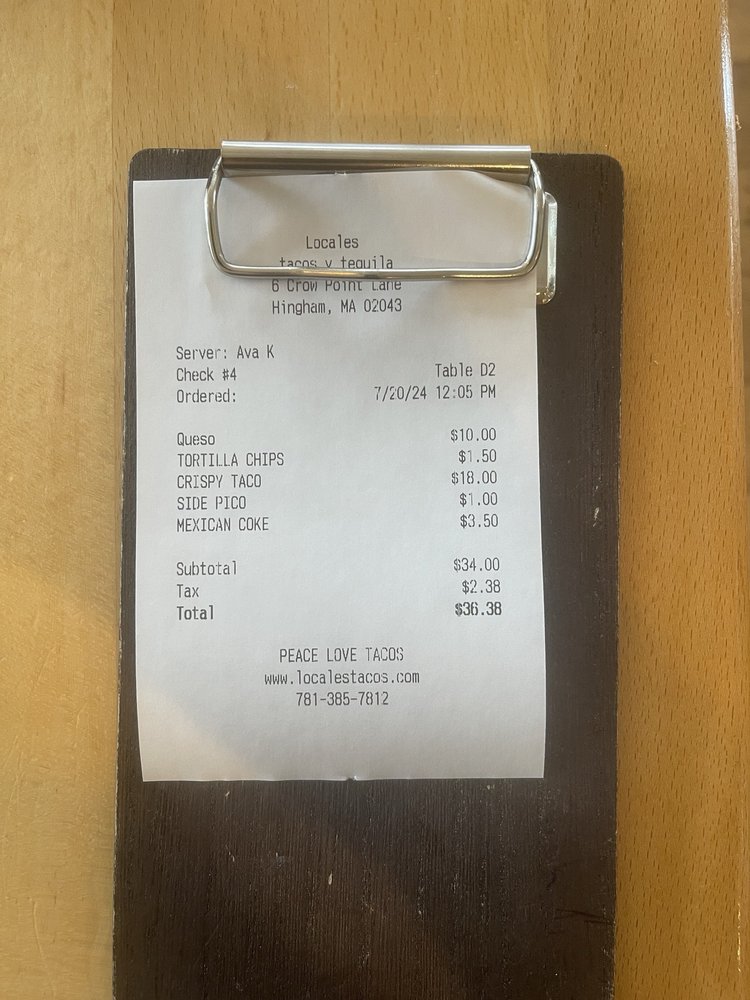 Locales
tacos y tequila
6 Crow Point Lane
Hingham, MA 02043
Server: Ava K
Check #4 Table D2
Ordered: 7/20/24 12:05 PM
Queso $10.00
TORTILLA CHIPS $1.50
CRISPY TACO $18.00
SIDE PICO $1.00
MEXICAN COKE $3.50
Subtotal $34.00
Tax $2.38
Total $36.38
PEACE LOVE TACOS
www.localestacos.com
781-385-7812